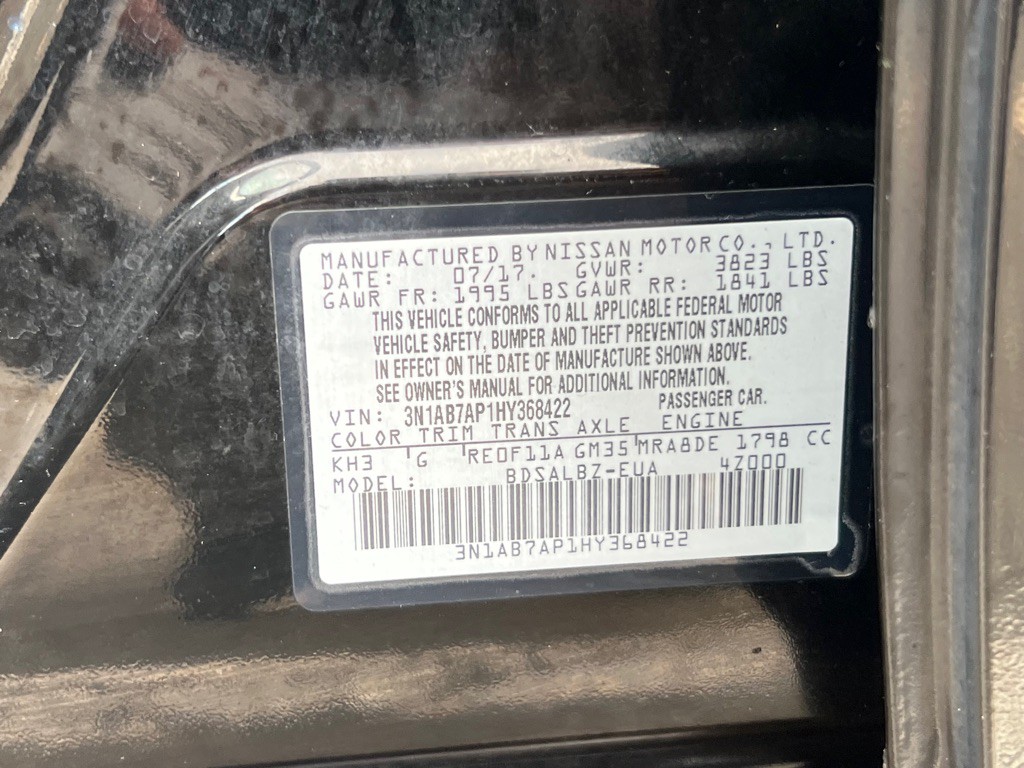 MANUFACTURED BY NISSAN MOTOR CO., LTD.
DATE: 07/17. GVWR: 3823 LBS
GAWR FR: 1995 LBS GAWR RR: 1841 LBS
THIS VEHICLE CONFORMS TO ALL APPLICABLE FEDERAL MOTOR
VEHICLE SAFETY, BUMPER AND THEFT PREVENTION STANDARDS
IN EFFECT ON THE DATE OF MANUFACTURE SHOWN ABOVE.
SEE OWNER'S MANUAL FOR ADDITIONAL INFORMATION.
VIN: 3N1AB7AP1HY368422 PASSENGER CAR.
COLOR TRIM TRANS AXLE ENGINE
KH3 G RE0F11A GM35 MRA8DE 1798 CC
MODEL: BDSALBZ-EUA 4Z000
3N1AB7AP1HY368422